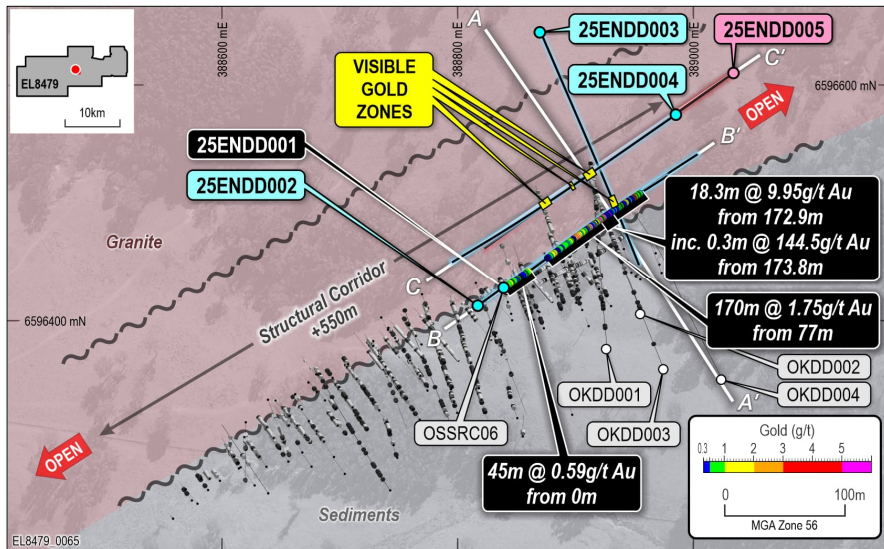 388600 mE
388800 mE
389000 mE
A
25ENDD003
25ENDD005
C'
25ENDD004
OPEN
6596600 mN
EL8479
10km
VISIBLE
GOLD
ZONES
25ENDD001
25ENDD002
B'
18.3m @ 9.95g/t Au
from 172.9m
inc. 0.3m @ 144.5g/t Au
from 173.8m
Granite
C
Structural Corridor
+550m
170m @ 1.75g/t Au
from 77m
6596400 mN
B
OKDD002
OKDD001
OKDD004
OKDD003
A'
OSSRC06
OPEN
45m @ 0.59g/t Au
from 0m
Gold (g/t)
0.3 1 2 3 4 5
0 100m
MGA Zone 56
Sediments
EL8479_0065